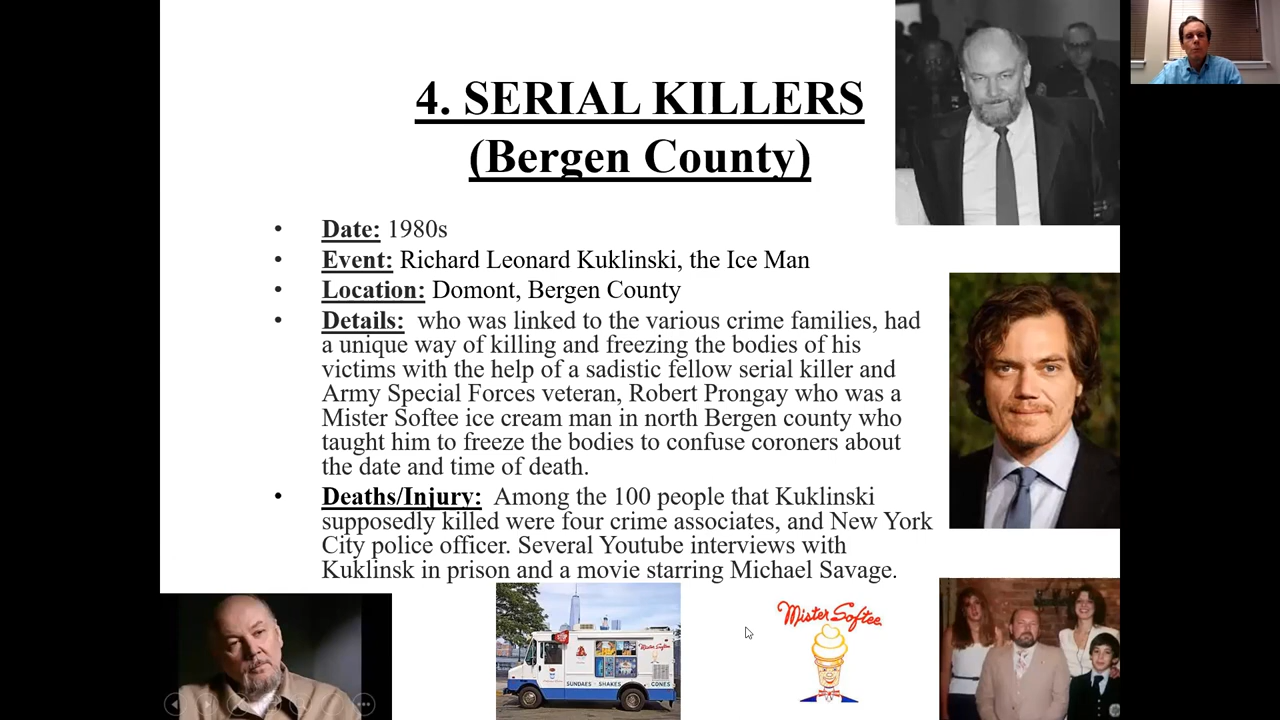 4. SERIAL KILLERS
(Bergen County)
• Date: 1980s
• Event: Richard Leonard Kuklinski, the Ice Man
• Location: Domont, Bergen County
• Details: who was linked to the various crime families, had
a unique way of killing and freezing the bodies of his
victims with the help of a sadistic fellow serial killer and
Army Special Forces veteran, Robert Prongay who was a
Mister Softee ice cream man in north Bergen county who
taught him to freeze the bodies to confuse coroners about
the date and time of death.
• Deaths/Injury: Among the 100 people that Kuklinski
supposedly killed were four crime associates, and New York
City police officer. Several Youtube interviews with
Kuklinsk in prison and a movie starring Michael Savage.
Mister Softee
SUNDAES SHAKES CONES
Mister Softee